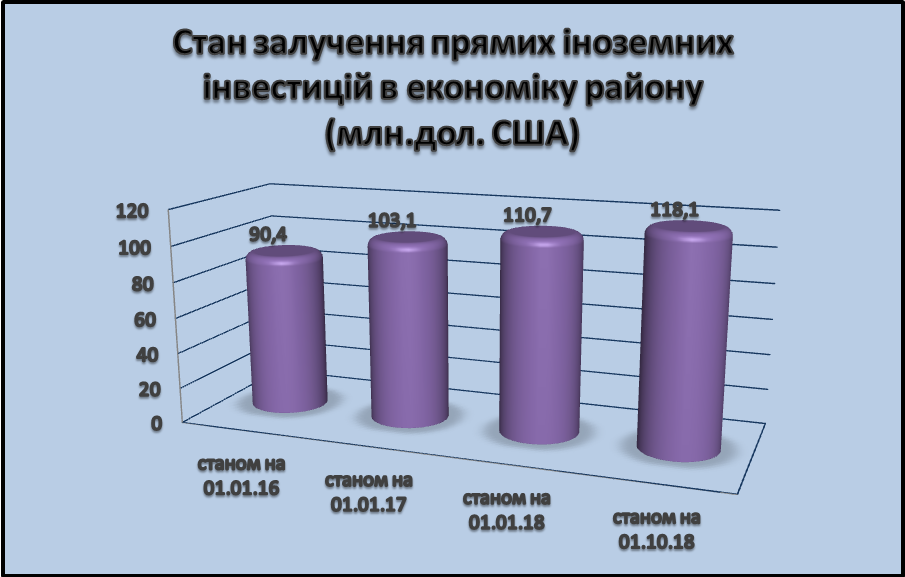 Стан залучення прямих іноземних
інвестицій в економіку району
(млн.дол. США)
120
100
80
60
40
20
0
90,4
103,1
110,7
118,1
станом на
01.01.16
станом на
01.01.17
станом на
01.01.18
станом на
01.10.18